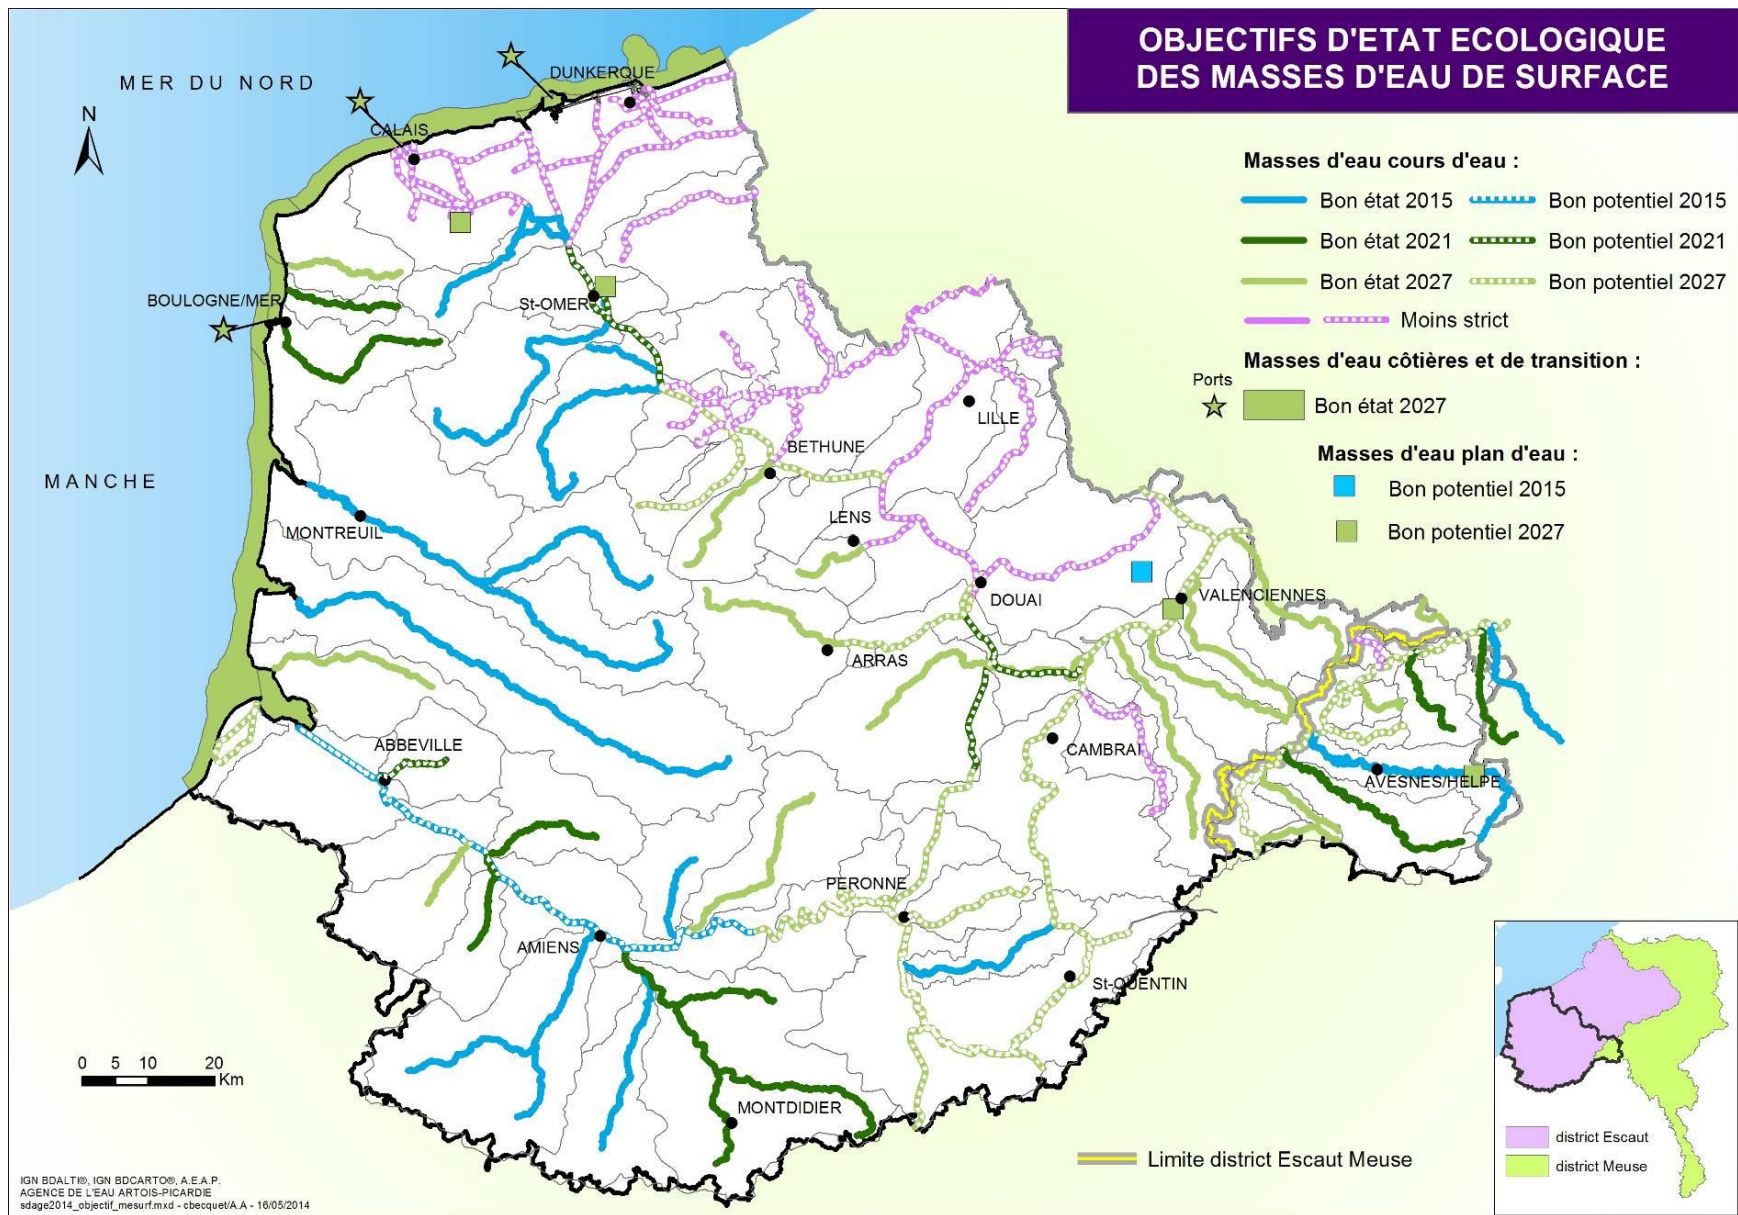 OBJECTIFS D'ETAT ECOLOGIQUE
DES MASSES D'EAU DE SURFACE
MER DU NORD
DUNKERQUE
N
CALAIS
Masses d'eau cours d'eau :
Bon état 2015
Bon potentiel 2015
Bon état 2021
Bon potentiel 2021
Bon état 2027
Bon potentiel 2027
Moins strict
Masses d'eau côtières et de transition :
Ports
Bon état 2027
Masses d'eau plan d'eau :
Bon potentiel 2015
Bon potentiel 2027
BOULOGNE/MER
St-OMER
LILLE
BETHUNE
MANCHE
LENS
MONTREUIL
DOUAI
VALENCIENNES
ARRAS
ABBEVILLE
CAMBRAI
AVESNES/HELPE
PERONNE
AMIENS
St-QUENTIN
MONTDIDIER
0 5 10 20
Km
Limite district Escaut Meuse
district Escaut
district Meuse
IGN BDALTI®, IGN BDCARTO®, A.E.A.P.
AGENCE DE L'EAU ARTOIS-PICARDIE
sdage2014_objectif_mesurf.mxd - cbecquet/A.A - 16/05/2014